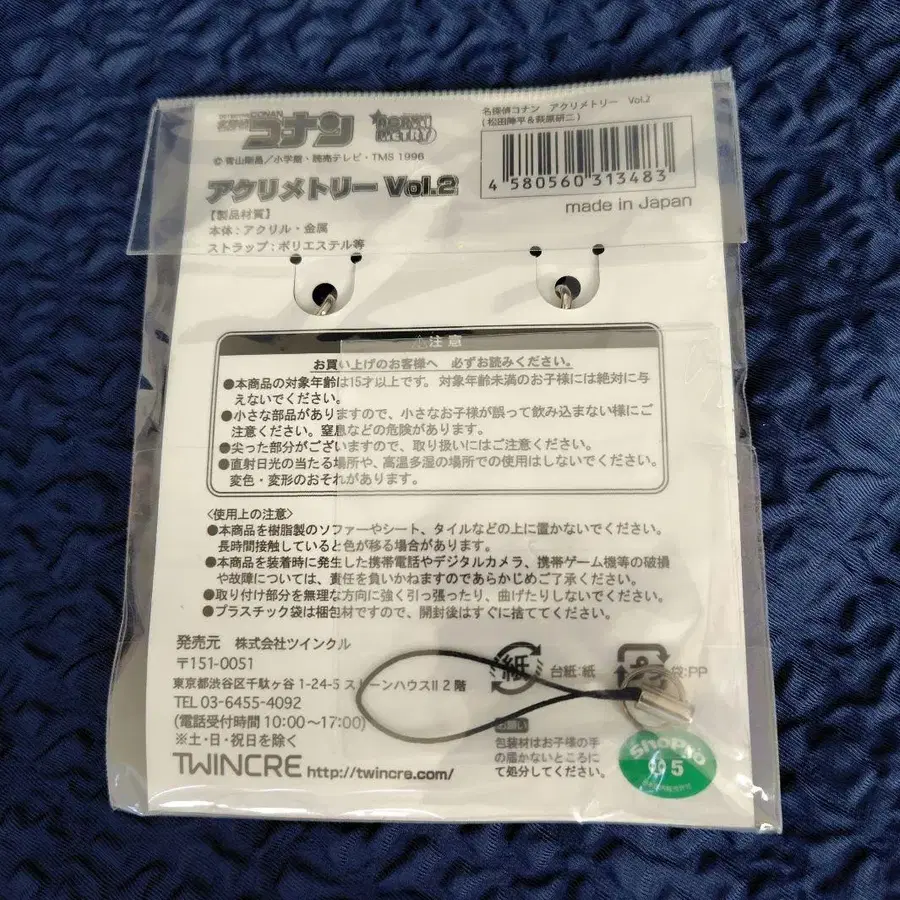 名探偵コナン
名探偵コナン アクリメトリー Vol.2
(松田陣平&萩原研二)
©青山剛昌/小学館・読売テレビ・TMS 1996
4 580560 313483
アクリメトリー Vol.2
made in Japan
【製品材質】
本体:アクリル・金属
ストラップ:ポリエステル等
⚠注意
お買い上げのお客様へ 必ずお読みください。
●本商品の対象年齢は15才以上です。対象年齢未満のお子様には絶対に与
えないでください。
●小さな部品がありますので、小さなお子様が誤って飲み込まない様にご
注意ください。窒息などの危険があります。
●尖った部分がございますので、取り扱いにはご注意ください。
●直射日光の当たる場所や、高温多湿の場所での使用はしないでください。
変色・変形のおそれがあります。
〈使用上の注意〉
●本商品を樹脂製のソファーやシート、タイルなどの上に置かないでください。
長時間接触していると色が移る場合があります。
●本商品を装着時に発生した携帯電話やデジタルカメラ、携帯ゲーム機等の破損
や故障については、責任を負いかねますのであらかじめご了承ください。
●取り付け部分を無理な方向に強く引っ張ったり、曲げたりしないでください。
●プラスチック袋は梱包材ですので、開封後はすぐに捨ててください。
発売元 株式会社ツインクル
〒151-0051
東京都渋谷区千駄ヶ谷 1-24-5 ストーンハウスII 2 階
TEL 03-6455-4092
(電話受付時間 10:00〜17:00)
※土・日・祝日を除く
TWINCRE http://twincre.com/
紙
台紙:紙
袋:PP
お願い
包装材はお子様の手
の届かないところに
て処分してください。
ShoPro
95